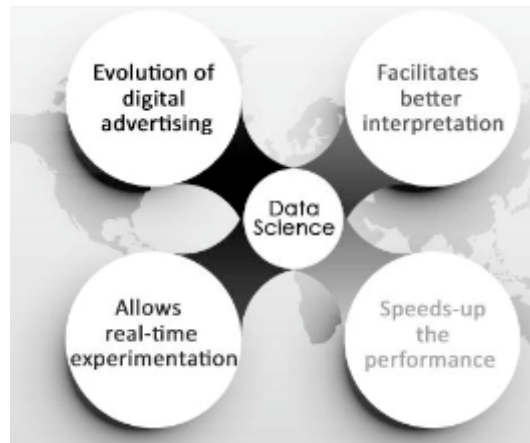 Evolution of
digital
advertising
Facilitates
better
interpretation
Data
Science
Allows
real-time
experimentation
Speeds-up
the
performance